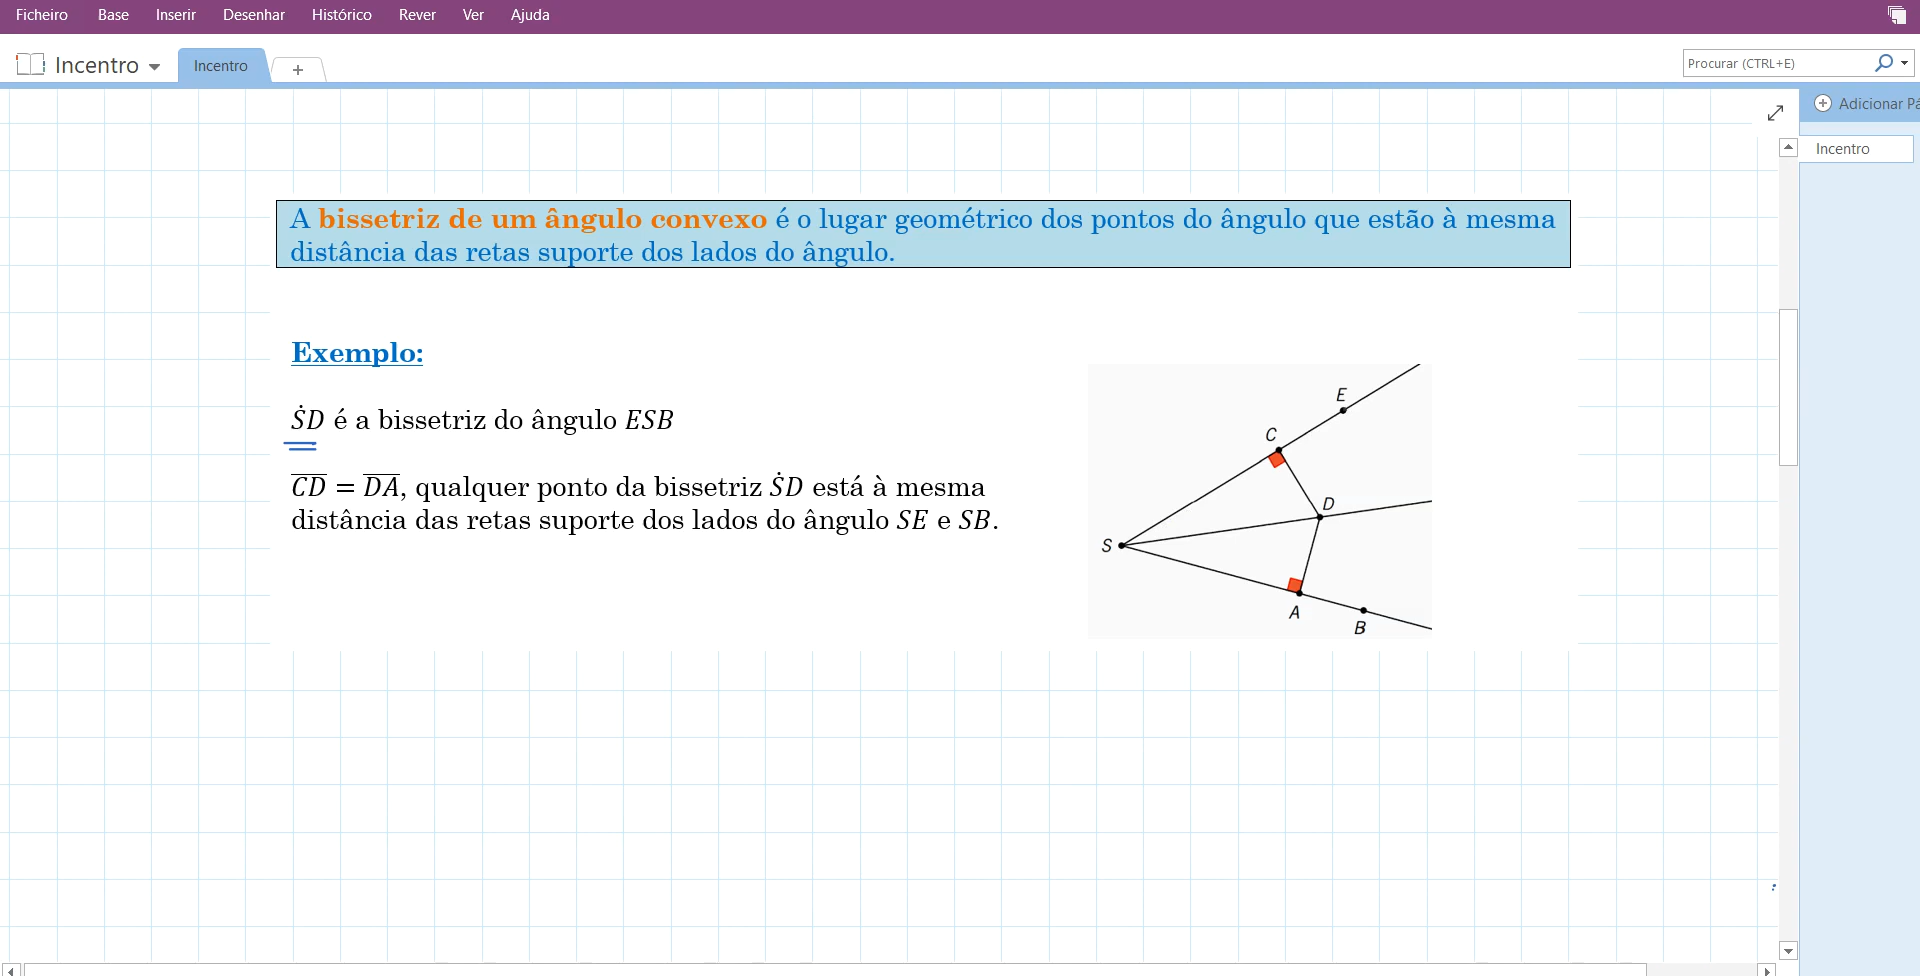 Ficheiro Base Inserir Desenhar Histórico Rever Ver Ajuda
Incentro
Incentro
+
Procurar (CTRL+E)
Adicionar Pá
Incentro
A bissetriz de um ângulo convexo é o lugar geométrico dos pontos do ângulo que estão à mesma
distância das retas suporte dos lados do ângulo.
Exemplo:
ṠD é a bissetriz do ângulo ESB
C̅D̅ = D̅A̅, qualquer ponto da bissetriz ṠD está à mesma
distância das retas suporte dos lados do ângulo SE e SB.
E
C
D
S
A
B